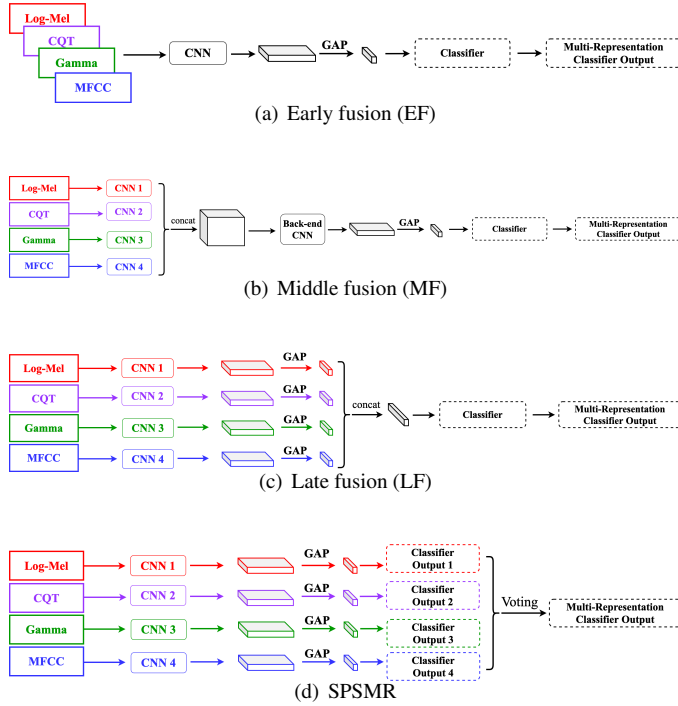 Log-Mel
CQT
Gamma
MFCC
CNN
GAP
Classifier
Multi-Representation
Classifier Output
(a) Early fusion (EF)
Log-Mel
CNN 1
CQT
CNN 2
Gamma
CNN 3
MFCC
CNN 4
concat
Back-end
CNN
GAP
Classifier
Multi-Representation
Classifier Output
(b) Middle fusion (MF)
Log-Mel
CNN 1
GAP
CQT
CNN 2
GAP
Gamma
CNN 3
GAP
MFCC
CNN 4
GAP
concat
Classifier
Multi-Representation
Classifier Output
(c) Late fusion (LF)
Log-Mel
CNN 1
GAP
Classifier
Output 1
CQT
CNN 2
GAP
Classifier
Output 2
Gamma
CNN 3
GAP
Classifier
Output 3
MFCC
CNN 4
GAP
Classifier
Output 4
Voting
Multi-Representation
Classifier Output
(d) SPSMR